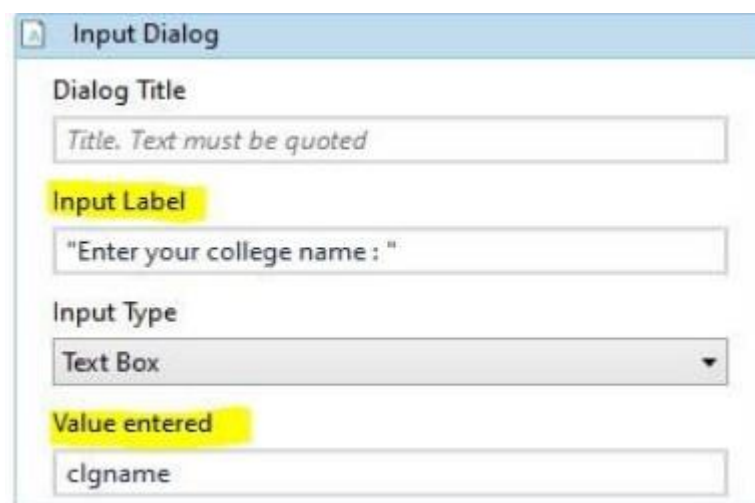 Input Dialog
Dialog Title
Title. Text must be quoted
Input Label
"Enter your college name : "
Input Type
Text Box
Value entered
clgname